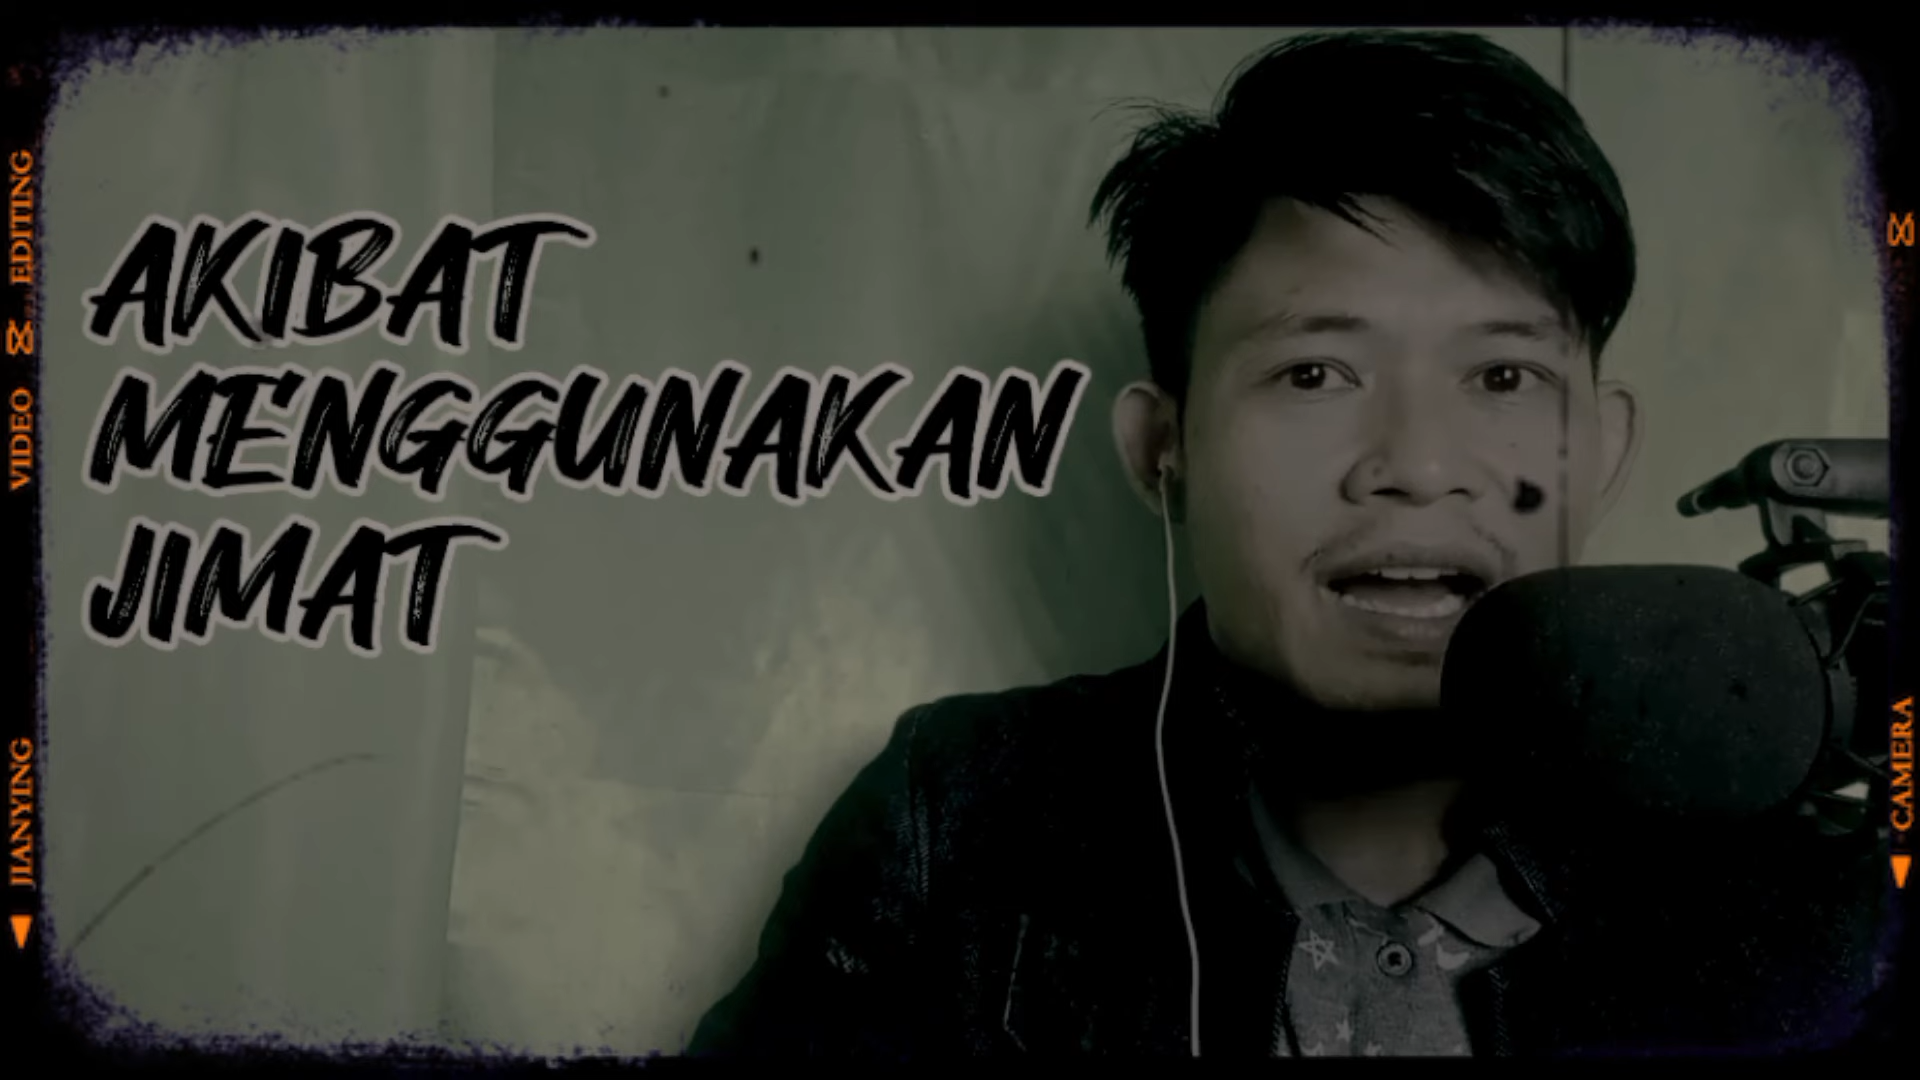 AKIBAT
MENGGUNAKAN
JIMAT
VIDEO EDITING
JIANYING
CAMERA